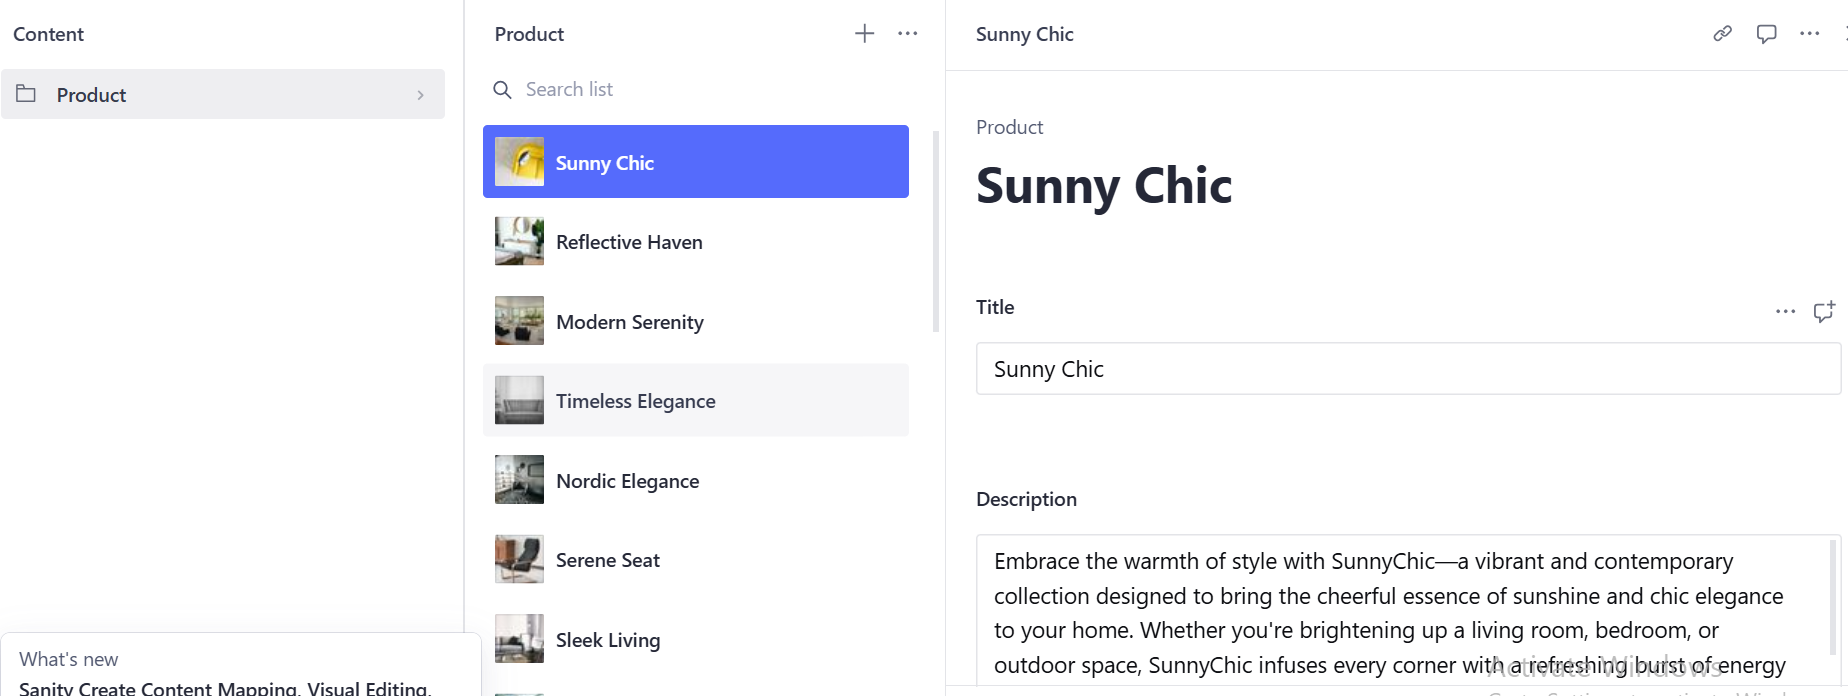 Content
Product
Product
Search list
Sunny Chic
Reflective Haven
Modern Serenity
Timeless Elegance
Nordic Elegance
Serene Seat
Sleek Living
What's new
Sanity Create Content Mapping, Visual Editing,
Sunny Chic
Product
Sunny Chic
Title
Sunny Chic
Description
Embrace the warmth of style with SunnyChic—a vibrant and contemporary
collection designed to bring the cheerful essence of sunshine and chic elegance
to your home. Whether you're brightening up a living room, bedroom, or
outdoor space, SunnyChic infuses every corner with a refreshing burst of energy
Activate Windows